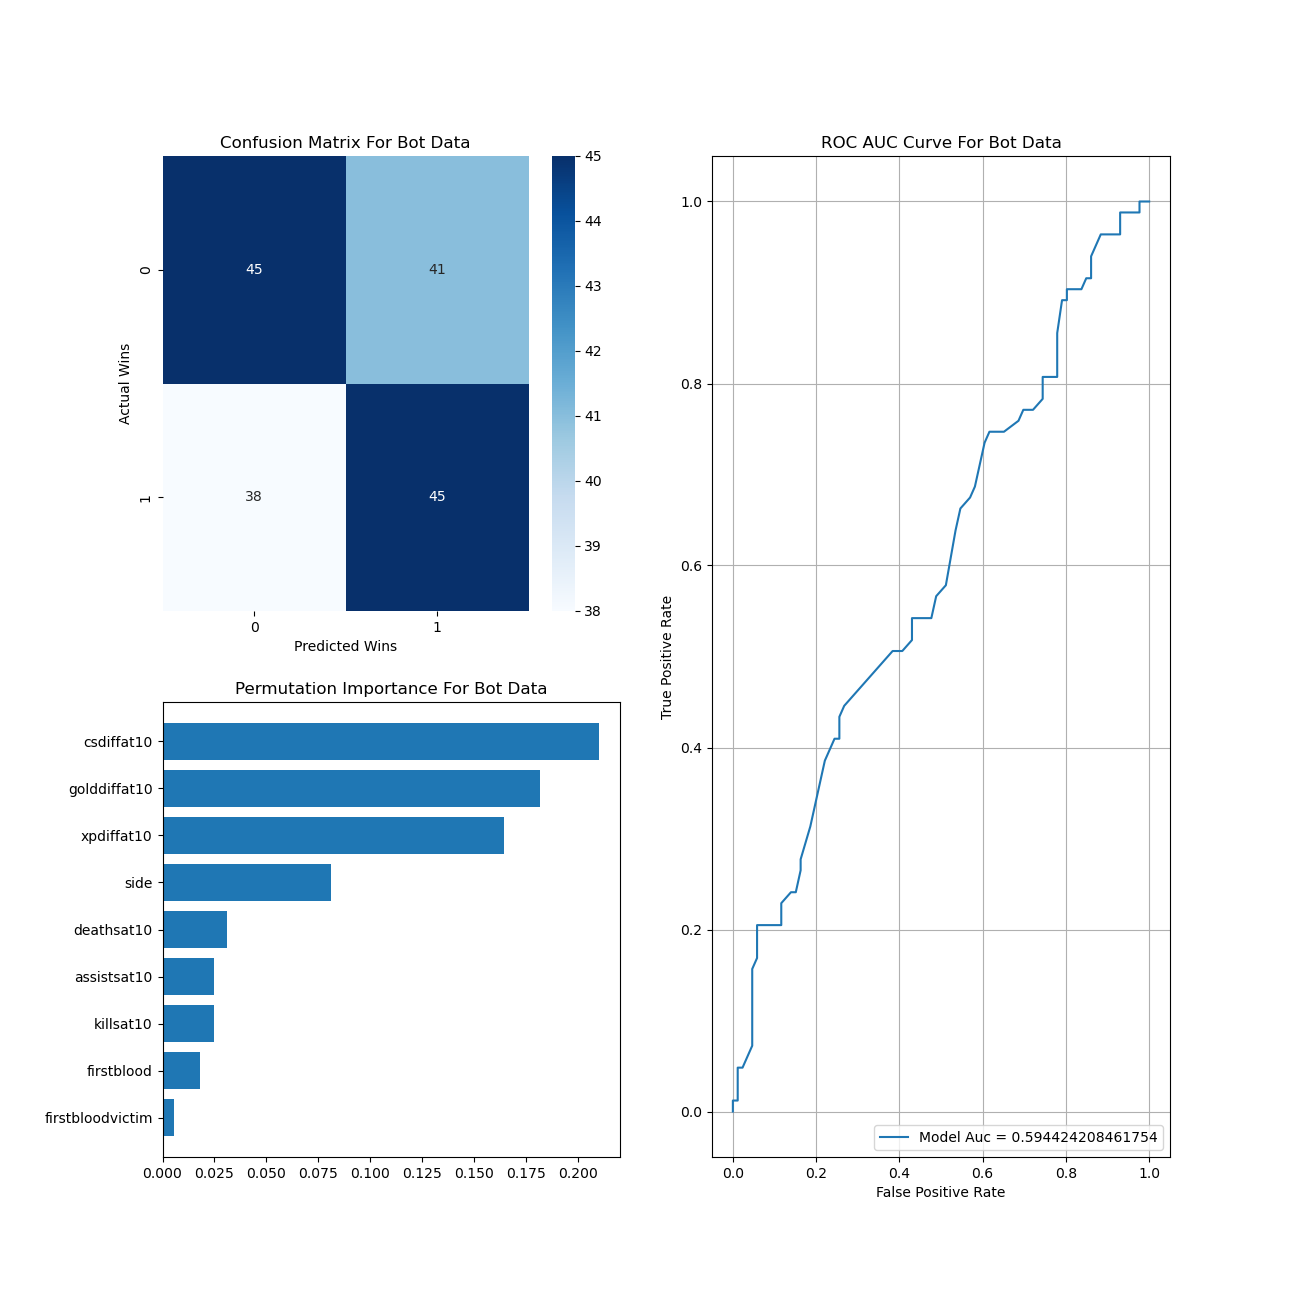 Confusion Matrix For Bot Data
45
41
38
45
0
1
Actual Wins
0
1
Predicted Wins
45
44
43
42
41
40
39
38
Permutation Importance For Bot Data
csdiffat10
golddiffat10
xpdiffat10
side
deathsat10
assistsat10
killsat10
firstblood
firstbloodvictim
0.000 0.025 0.050 0.075 0.100 0.125 0.150 0.175 0.200
ROC AUC Curve For Bot Data
1.0
0.8
0.6
0.4
0.2
0.0
True Positive Rate
Model Auc = 0.594424208461754
0.0 0.2 0.4 0.6 0.8 1.0
False Positive Rate